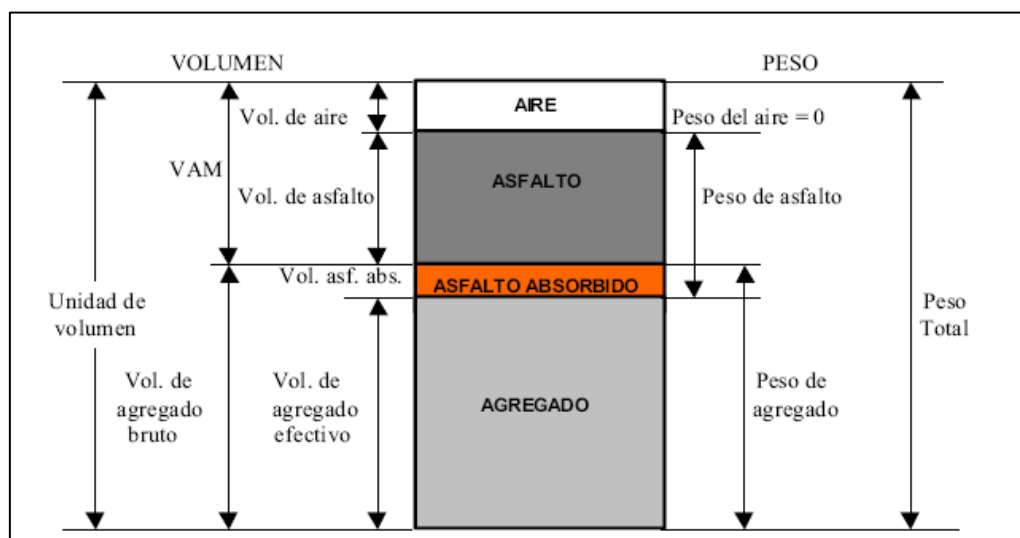 VOLUMEN
PESO
AIRE
Vol. de aire
Peso del aire = 0
VAM
ASFALTO
Vol. de asfalto
Peso de asfalto
Vol. asf. abs.
ASFALTO ABSORBIDO
Unidad de
volumen
Peso
Total
Vol. de
agregado
bruto
Vol. de
agregado
efectivo
AGREGADO
Peso de
agregado